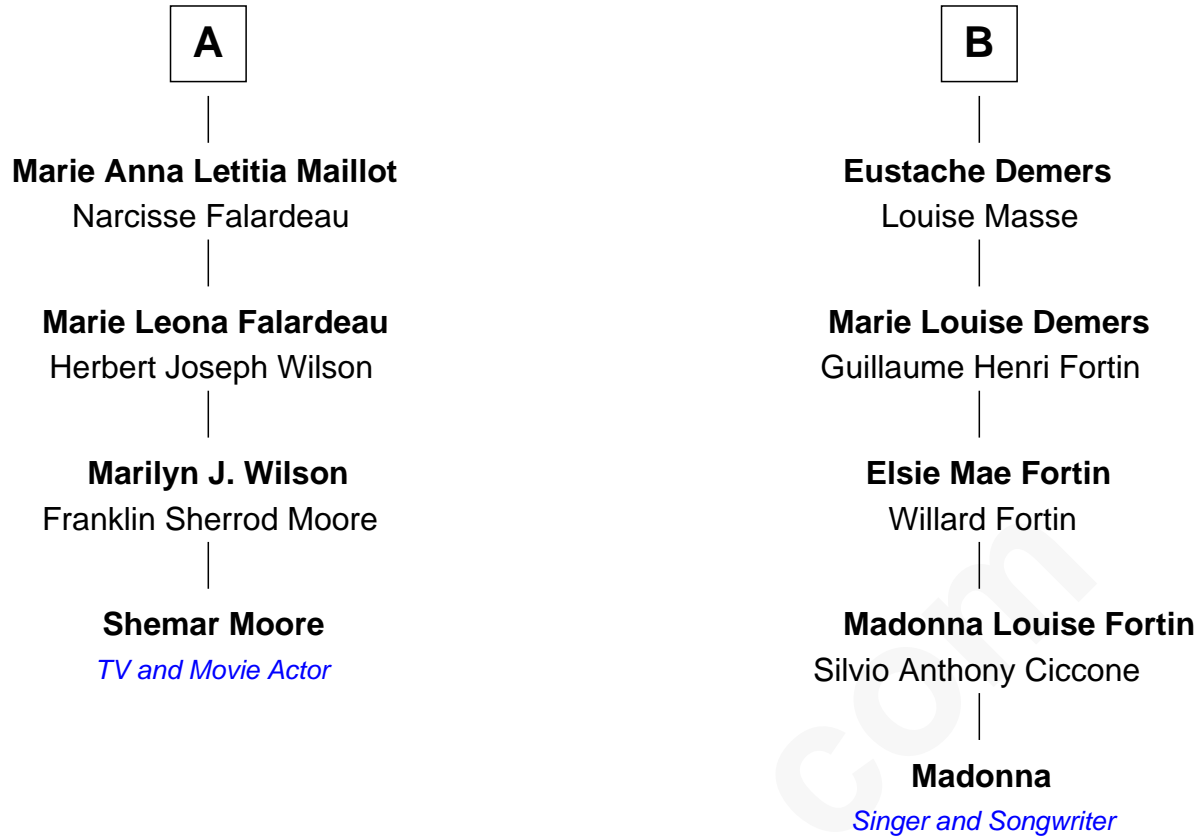 A
Marie Anna Letitia Maillot
Narcisse Falardeau
Marie Leona Falardeau
Herbert Joseph Wilson
Marilyn J. Wilson
Franklin Sherrod Moore
Shemar Moore
TV and Movie Actor
B
Eustache Demers
Louise Masse
Marie Louise Demers
Guillaume Henri Fortin
Elsie Mae Fortin
Willard Fortin
Madonna Louise Fortin
Silvio Anthony Ciccone
Madonna
Singer and Songwriter
com